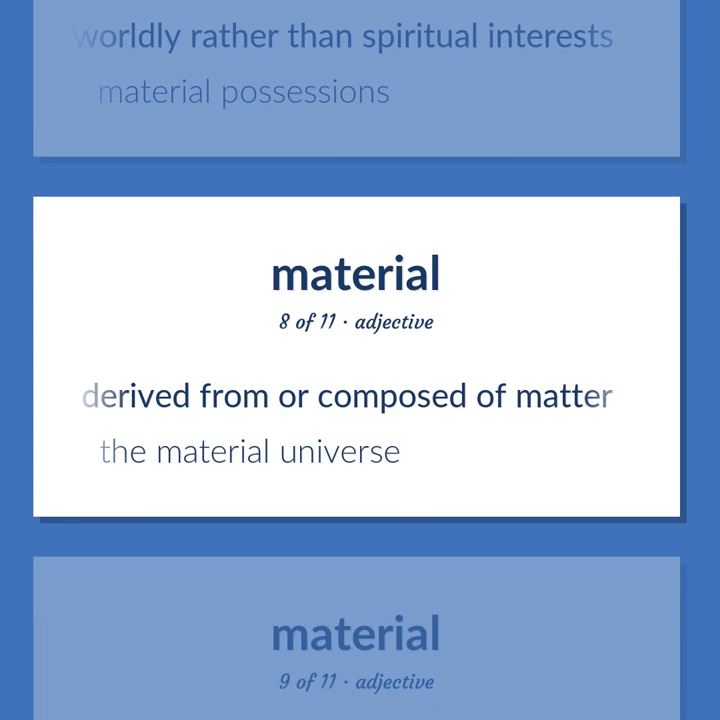 worldly rather than spiritual interests
material possessions
material
8 of 11 · adjective
derived from or composed of matter
the material universe
material
9 of 11 · adjective